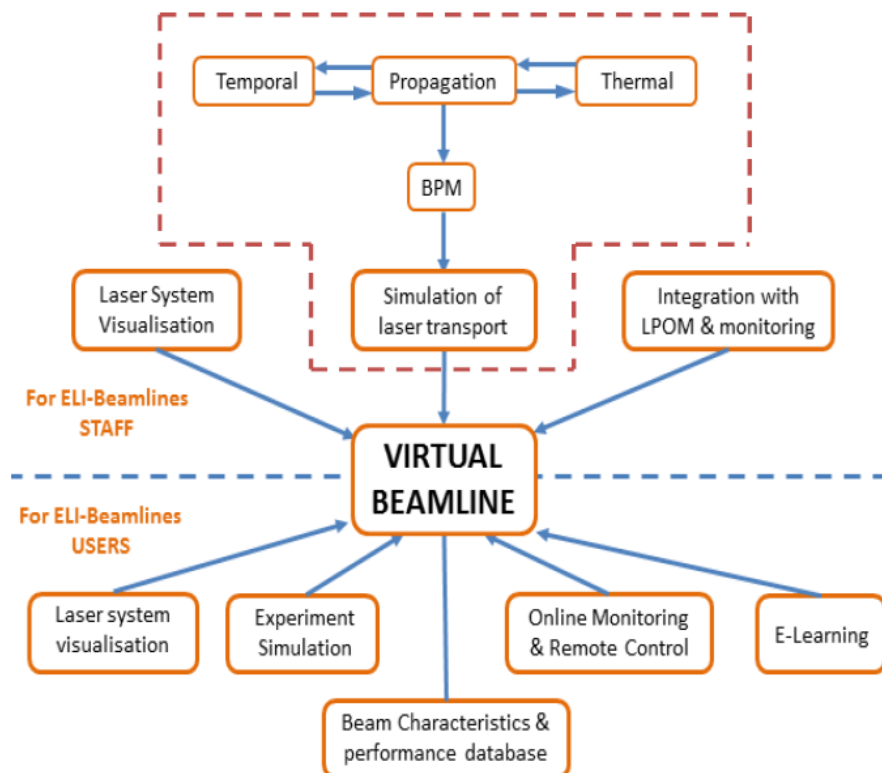 Temporal
Propagation
Thermal
BPM
Laser System
Visualisation
Simulation of
laser transport
Integration with
LPOM & monitoring
For ELI-Beamlines
STAFF
VIRTUAL
BEAMLINE
For ELI-Beamlines
USERS
Laser system
visualisation
Experiment
Simulation
Online Monitoring
& Remote Control
E-Learning
Beam Characteristics &
performance database